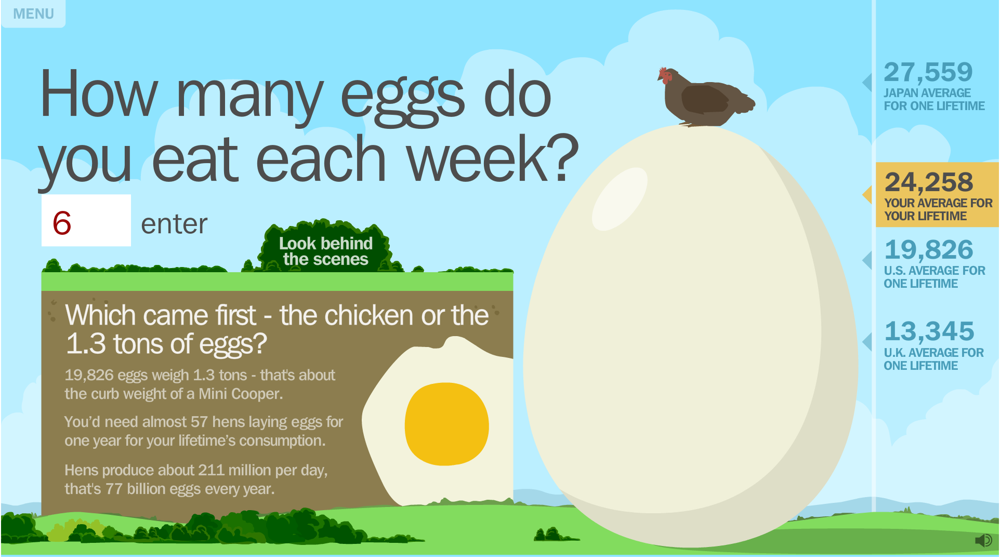 MENU
How many eggs do
you eat each week?
6
enter
Look behind
the scenes
Which came first - the chicken or the
1.3 tons of eggs?
19,826 eggs weigh 1.3 tons - that's about
the curb weight of a Mini Cooper.
You’d need almost 57 hens laying eggs for
one year for your lifetime’s consumption.
Hens produce about 211 million per day,
that's 77 billion eggs every year.
27,559
JAPAN AVERAGE
FOR ONE LIFETIME
24,258
YOUR AVERAGE FOR
YOUR LIFETIME
19,826
U.S. AVERAGE FOR
ONE LIFETIME
13,345
U.K. AVERAGE FOR
ONE LIFETIME